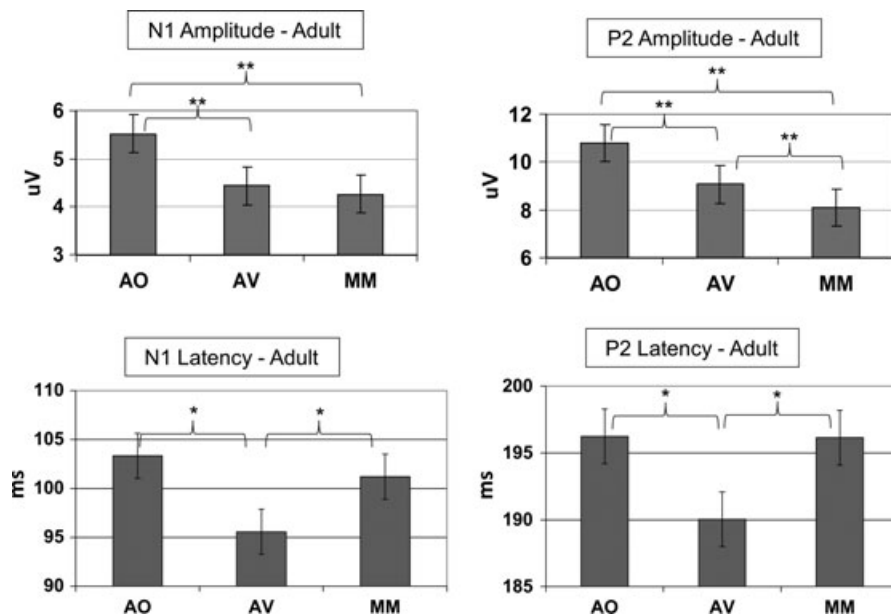 N1 Amplitude - Adult
**
**
6
5
4
3
uV
AO AV MM
P2 Amplitude - Adult
**
**
**
12
10
8
6
uV
AO AV MM
N1 Latency - Adult
*
*
110
105
100
95
90
ms
AO AV MM
P2 Latency - Adult
*
*
200
195
190
185
ms
AO AV MM